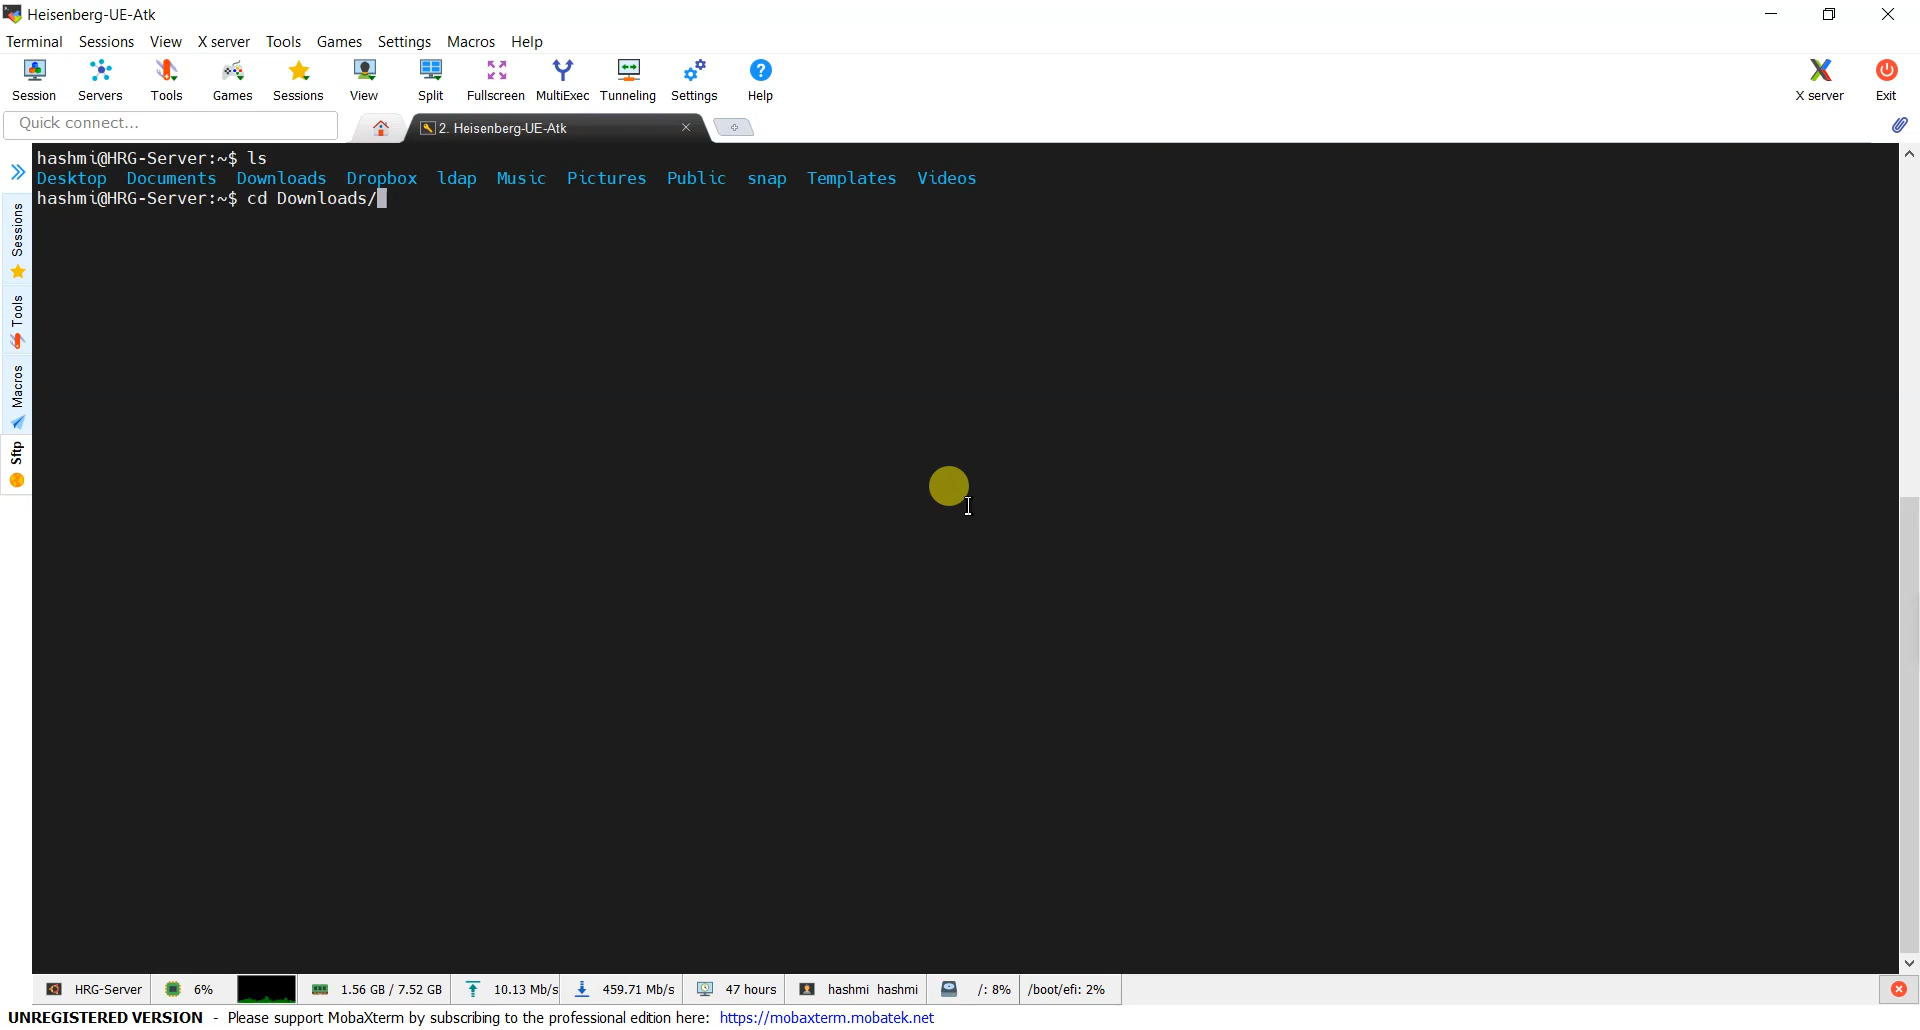 Heisenberg-UE-Atk
Terminal Sessions View X server Tools Games Settings Macros Help
Session Servers Tools Games Sessions View Split Fullscreen MultiExec Tunneling Settings Help X server Exit
Quick connect...
2. Heisenberg-UE-Atk
hashmi@HRG-Server:~$ ls
Desktop Documents Downloads Dropbox ldap Music Pictures Public snap Templates Videos
hashmi@HRG-Server:~$ cd Downloads/
Sessions
Tools
Macros
Sftp
HRG-Server 6% 1.56 GB / 7.52 GB 10.13 Mb/s 459.71 Mb/s 47 hours hashmi hashmi /: 8% /boot/efi: 2%
UNREGISTERED VERSION - Please support MobaXterm by subscribing to the professional edition here: https://mobaxterm.mobatek.net